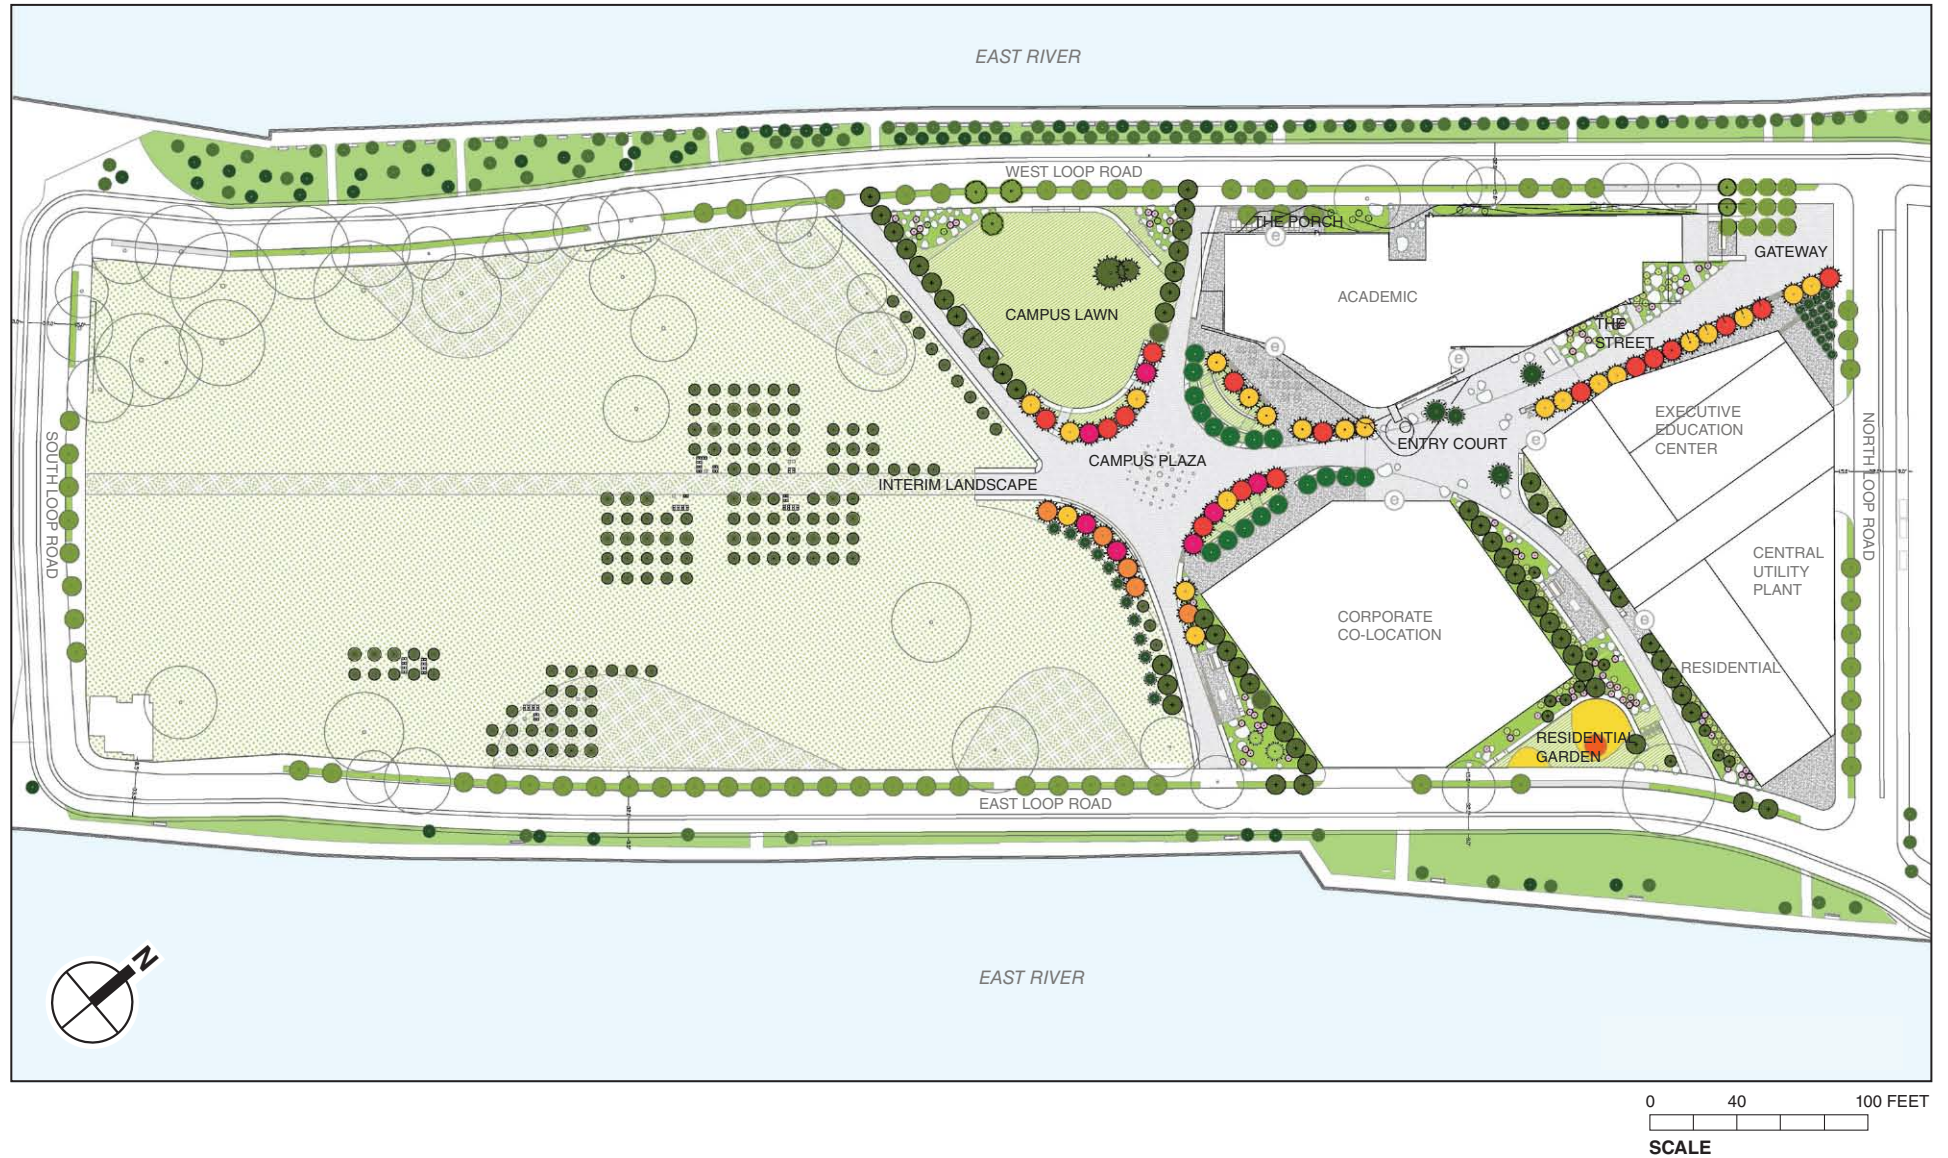 EAST RIVER
WEST LOOP ROAD
THE PORCH
GATEWAY
e
ACADEMIC
CAMPUS LAWN
THE
STREET
e
e
EXECUTIVE
EDUCATION
CENTER
ENTRY COURT
e
CAMPUS PLAZA
INTERIM LANDSCAPE
e
SOUTH LOOP ROAD
NORTH LOOP ROAD
CENTRAL
UTILITY
PLANT
CORPORATE
CO-LOCATION
e
RESIDENTIAL
RESIDENTIAL
GARDEN
EAST LOOP ROAD
N
EAST RIVER
0 40 100 FEET
SCALE